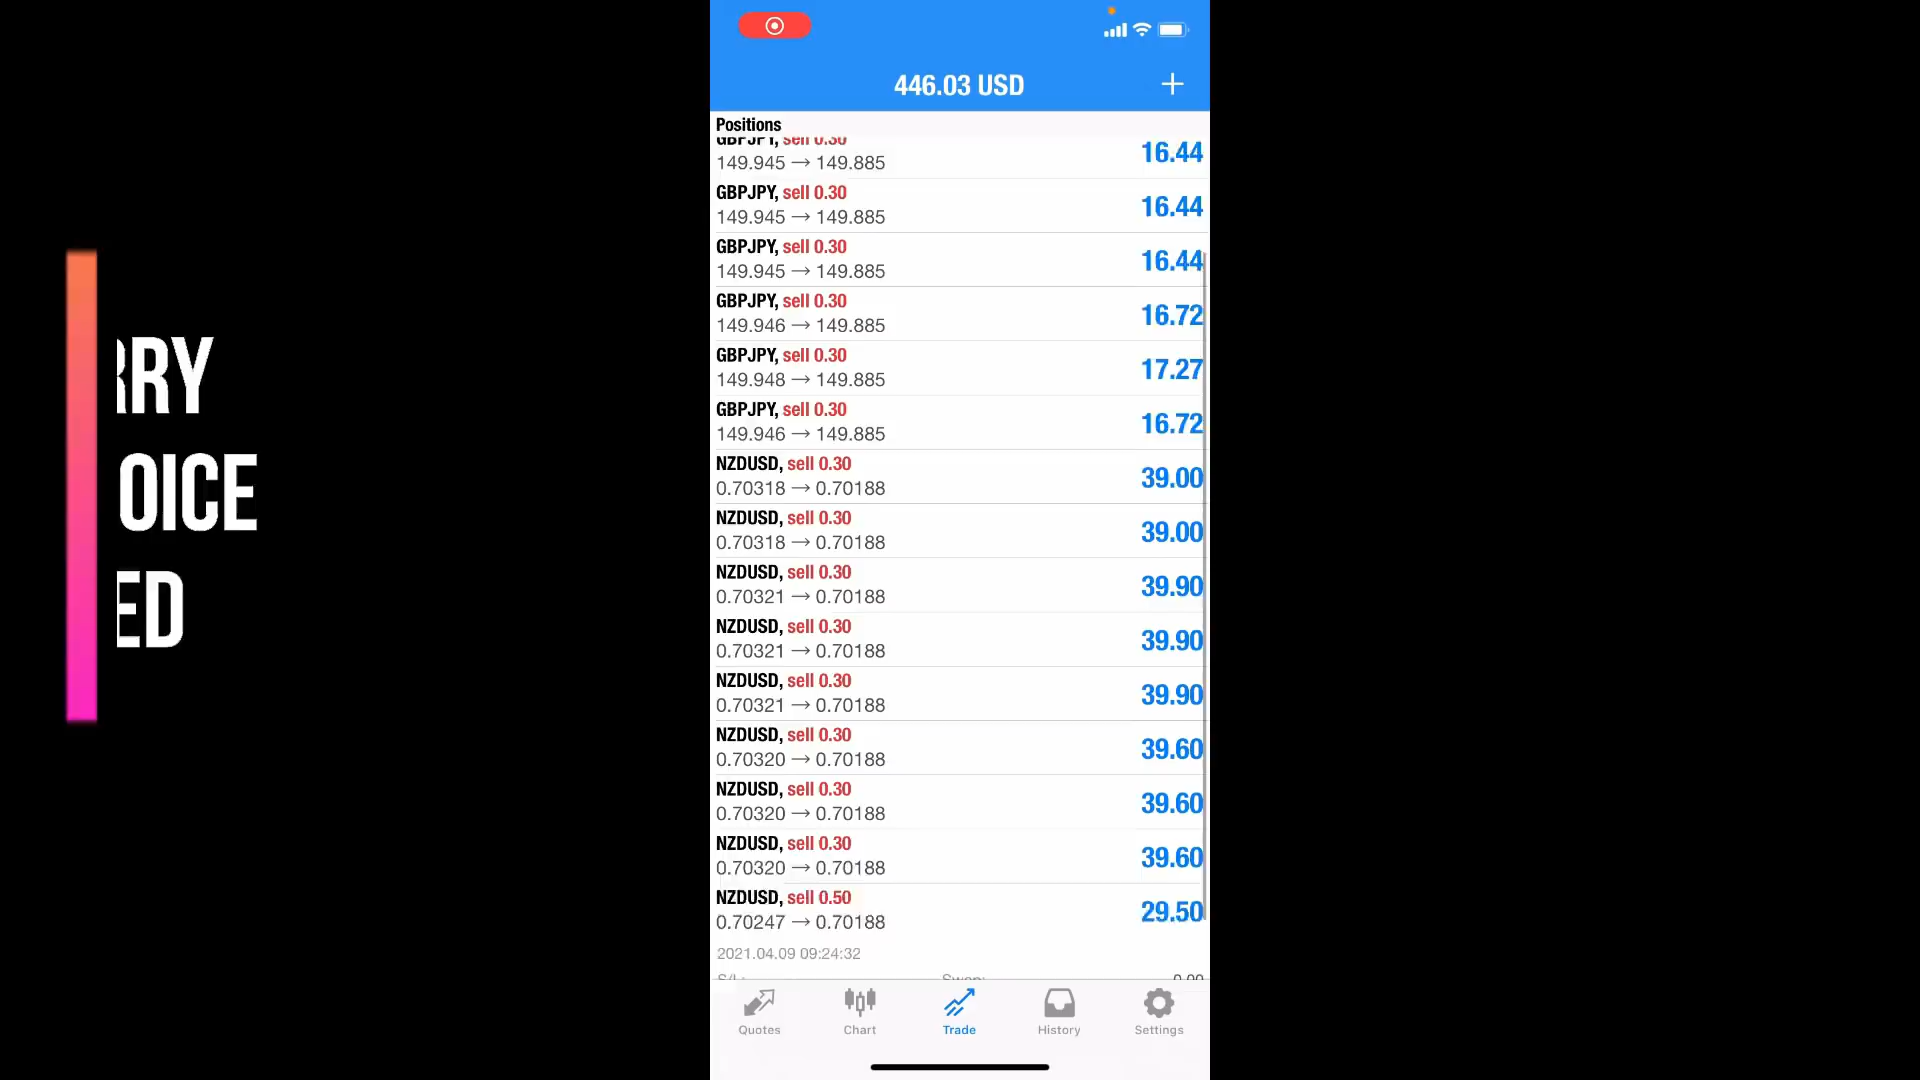 446.03 USD
Positions
GBPJPY, sell 0.30
149.945 → 149.885
16.44
GBPJPY, sell 0.30
149.945 → 149.885
16.44
GBPJPY, sell 0.30
149.945 → 149.885
16.44
GBPJPY, sell 0.30
149.946 → 149.885
16.72
GBPJPY, sell 0.30
149.948 → 149.885
17.27
GBPJPY, sell 0.30
149.946 → 149.885
16.72
NZDUSD, sell 0.30
0.70318 → 0.70188
39.00
NZDUSD, sell 0.30
0.70318 → 0.70188
39.00
NZDUSD, sell 0.30
0.70321 → 0.70188
39.90
NZDUSD, sell 0.30
0.70321 → 0.70188
39.90
NZDUSD, sell 0.30
0.70321 → 0.70188
39.90
NZDUSD, sell 0.30
0.70320 → 0.70188
39.60
NZDUSD, sell 0.30
0.70320 → 0.70188
39.60
NZDUSD, sell 0.30
0.70320 → 0.70188
39.60
NZDUSD, sell 0.50
0.70247 → 0.70188
29.50
2021.04.09 09:24:32
Quotes
Chart
Trade
History
Settings
RRY
OICE
ED